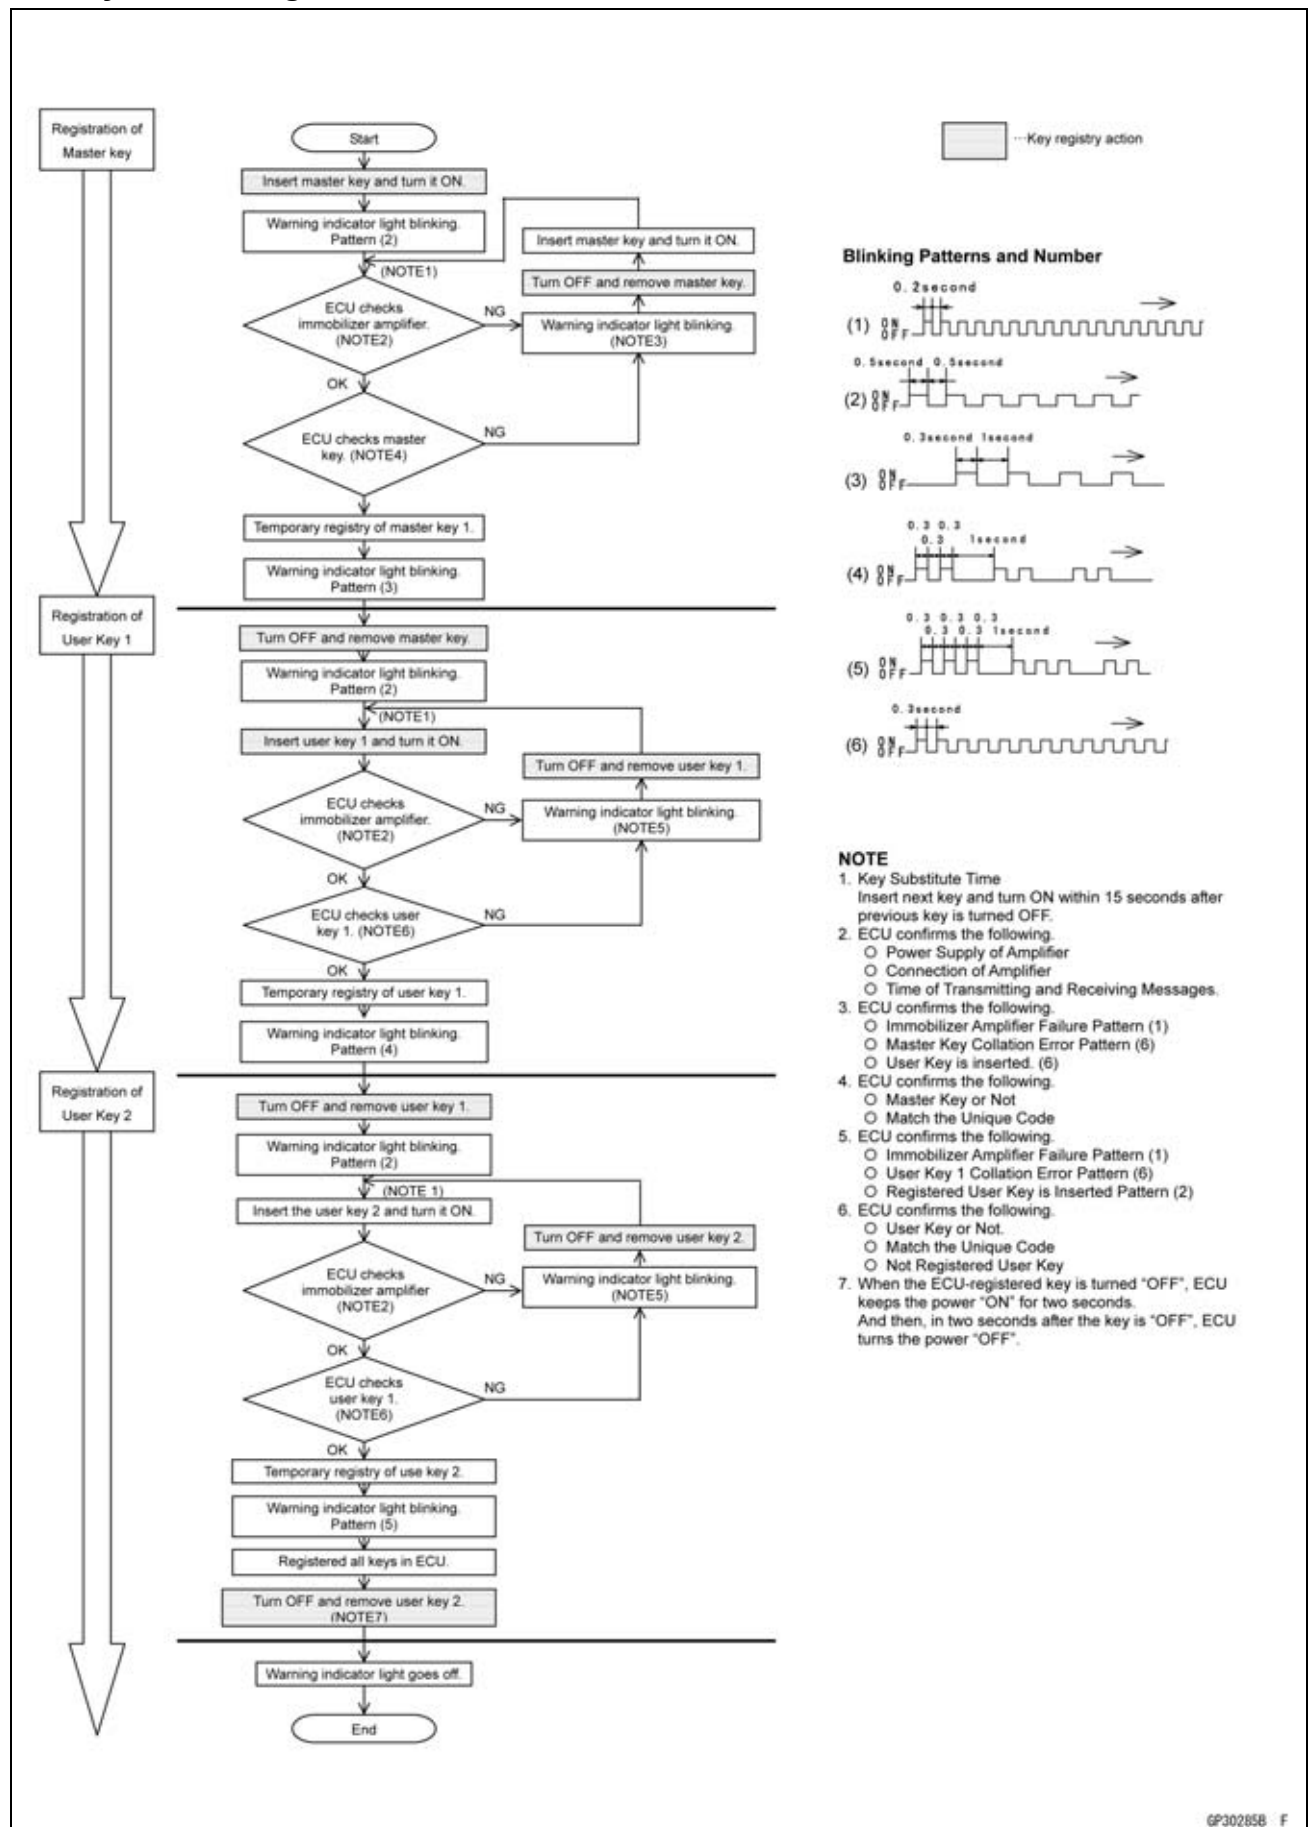 Registration of
Master key
Start
Insert master key and turn it ON.
Warning indicator light blinking.
Pattern (2)
(NOTE1)
ECU checks
immobilizer amplifier.
(NOTE2)
NG
Insert master key and turn it ON.
Turn OFF and remove master key.
Warning indicator light blinking.
(NOTE3)
OK
ECU checks master
key. (NOTE4)
NG
Temporary registry of master key 1.
Warning indicator light blinking.
Pattern (3)
Registration of
User Key 1
Turn OFF and remove master key.
Warning indicator light blinking.
Pattern (2)
(NOTE1)
Insert user key 1 and turn it ON.
ECU checks
immobilizer amplifier.
(NOTE2)
NG
Turn OFF and remove user key 1.
Warning indicator light blinking.
(NOTE5)
OK
ECU checks user
key 1. (NOTE6)
NG
OK
Temporary registry of user key 1.
Warning indicator light blinking.
Pattern (4)
Registration of
User Key 2
Turn OFF and remove user key 1.
Warning indicator light blinking.
Pattern (2)
(NOTE 1)
Insert the user key 2 and turn it ON.
ECU checks
immobilizer amplifier
(NOTE2)
NG
Turn OFF and remove user key 2.
Warning indicator light blinking.
(NOTE5)
OK
ECU checks
user key 1.
(NOTE6)
NG
OK
Temporary registry of use key 2.
Warning indicator light blinking.
Pattern (5)
Registered all keys in ECU.
Turn OFF and remove user key 2.
(NOTE7)
Warning indicator light goes off.
End
···Key registry action
Blinking Patterns and Number
0.2second
(1) ON
OFF
0.5second 0.5second
(2) ON
OFF
0.3second 1second
(3) ON
OFF
0.3 0.3
0.3 1second
(4) ON
OFF
0.3 0.3 0.3
0.3 0.3 1second
(5) ON
OFF
0.3second
(6) ON
OFF
NOTE
1. Key Substitute Time
Insert next key and turn ON within 15 seconds after
previous key is turned OFF.
2. ECU confirms the following.
○ Power Supply of Amplifier
○ Connection of Amplifier
○ Time of Transmitting and Receiving Messages.
3. ECU confirms the following.
○ Immobilizer Amplifier Failure Pattern (1)
○ Master Key Collation Error Pattern (6)
○ User Key is inserted. (6)
4. ECU confirms the following.
○ Master Key or Not
○ Match the Unique Code
5. ECU confirms the following.
○ Immobilizer Amplifier Failure Pattern (1)
○ User Key 1 Collation Error Pattern (6)
○ Registered User Key is Inserted Pattern (2)
6. ECU confirms the following.
○ User Key or Not.
○ Match the Unique Code
○ Not Registered User Key
7. When the ECU-registered key is turned “OFF”, ECU
keeps the power “ON” for two seconds.
And then, in two seconds after the key is “OFF”, ECU
turns the power “OFF”.
GP30285B F